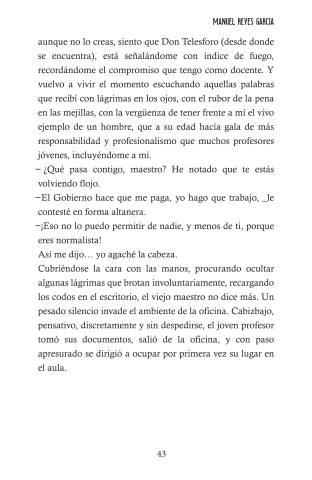 MANUEL REYES GARCIA
aunque no lo creas, siento que Don Telesforo (desde donde
se encuentra), está señalándome con índice de fuego,
recordándome el compromiso que tengo como docente. Y
vuelvo a vivir el momento escuchando aquellas palabras
que recibí con lágrimas en los ojos, con el rubor de la pena
en las mejillas, con la vergüenza de tener frente a mí el vivo
ejemplo de un hombre, que a su edad hacía gala de más
responsabilidad y profesionalismo que muchos profesores
jóvenes, incluyéndome a mí.
– ¿Qué pasa contigo, maestro? He notado que te estás
volviendo flojo.
–El Gobierno hace que me paga, yo hago que trabajo, _le
contesté en forma altanera.
–¡Eso no lo puedo permitir de nadie, y menos de ti, porque
eres normalista!
Así me dijo… yo agaché la cabeza.
Cubriéndose la cara con las manos, procurando ocultar
algunas lágrimas que brotan involuntariamente, recargando
los codos en el escritorio, el viejo maestro no dice más. Un
pesado silencio invade el ambiente de la oficina. Cabizbajo,
pensativo, discretamente y sin despedirse, el joven profesor
tomó sus documentos, salió de la oficina, y con paso
apresurado se dirigió a ocupar por primera vez su lugar en
el aula.
43